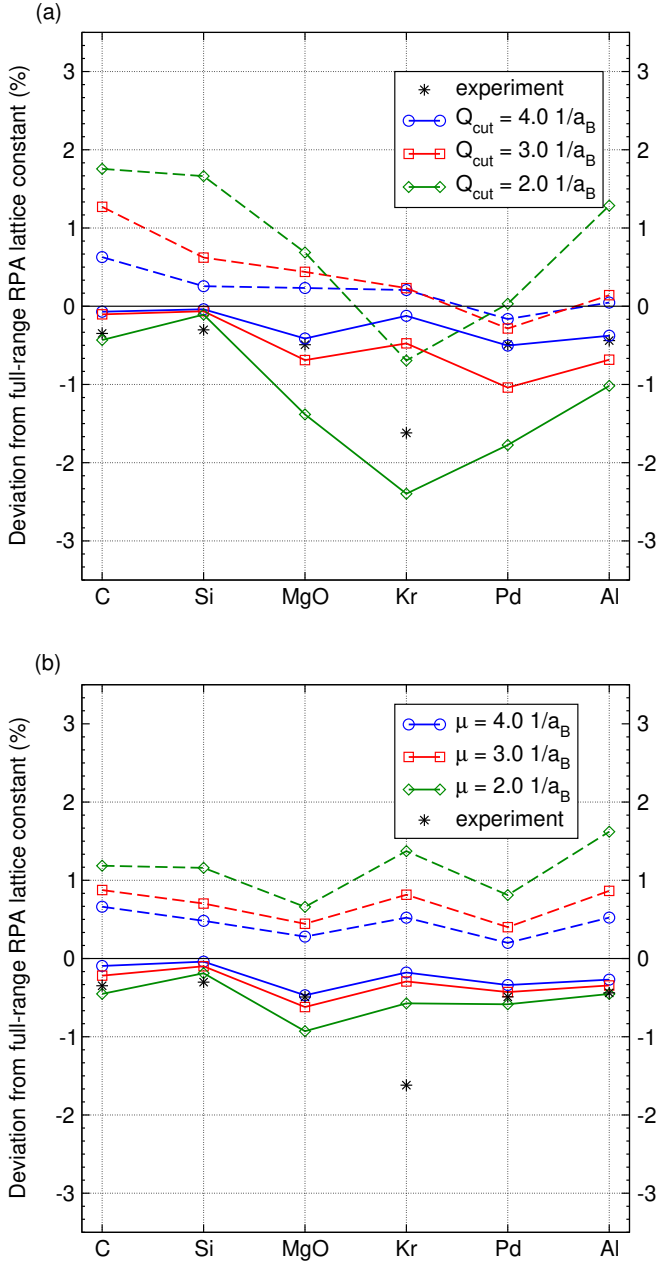 (a)
Deviation from full-range RPA lattice constant (%)
3
2
1
0
-1
-2
-3
3
2
1
0
-1
-2
-3
experiment
Q_cut = 4.0 1/a_B
Q_cut = 3.0 1/a_B
Q_cut = 2.0 1/a_B
C Si MgO Kr Pd Al
(b)
Deviation from full-range RPA lattice constant (%)
3
2
1
0
-1
-2
-3
3
2
1
0
-1
-2
-3
μ = 4.0 1/a_B
μ = 3.0 1/a_B
μ = 2.0 1/a_B
experiment
C Si MgO Kr Pd Al